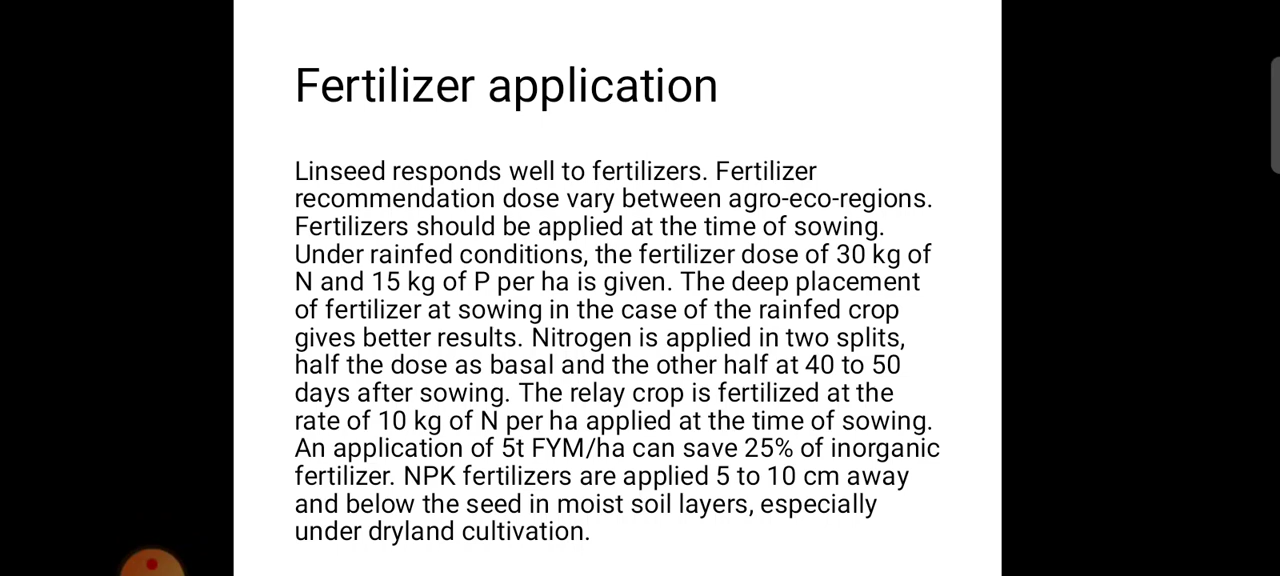 Fertilizer application
Linseed responds well to fertilizers. Fertilizer
recommendation dose vary between agro-eco-regions.
Fertilizers should be applied at the time of sowing.
Under rainfed conditions, the fertilizer dose of 30 kg of
N and 15 kg of P per ha is given. The deep placement
of fertilizer at sowing in the case of the rainfed crop
gives better results. Nitrogen is applied in two splits,
half the dose as basal and the other half at 40 to 50
days after sowing. The relay crop is fertilized at the
rate of 10 kg of N per ha applied at the time of sowing.
An application of 5t FYM/ha can save 25% of inorganic
fertilizer. NPK fertilizers are applied 5 to 10 cm away
and below the seed in moist soil layers, especially
under dryland cultivation.